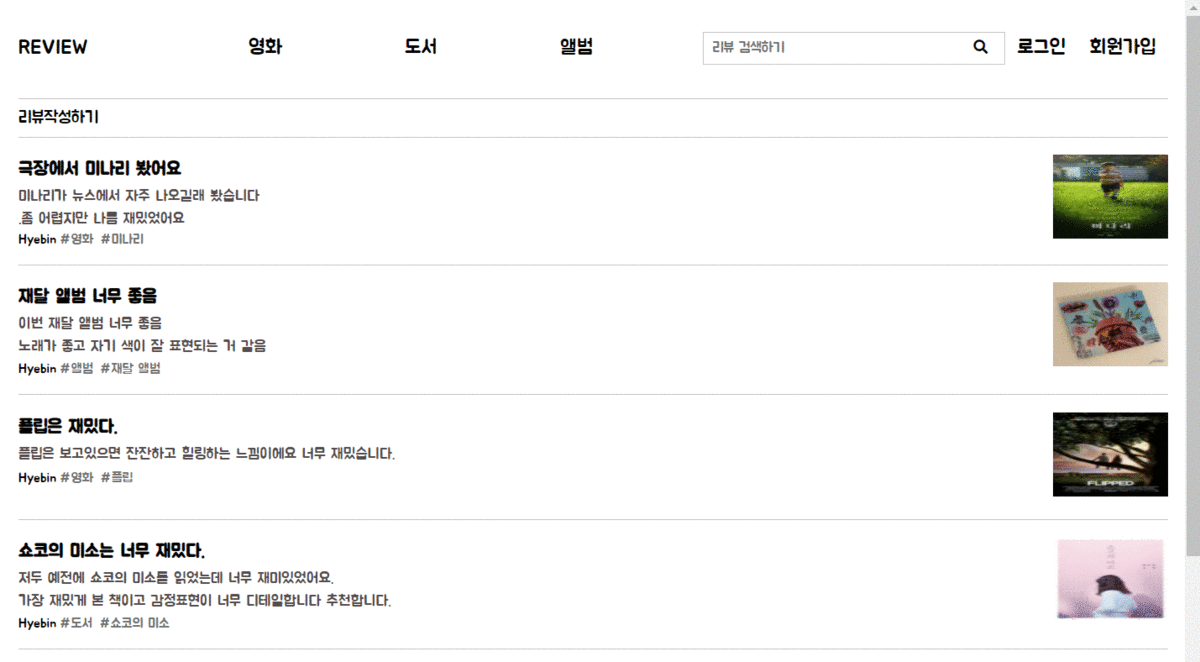 REVIEW 영화 도서 앨범 리뷰 검색하기 로그인 회원가입
리뷰작성하기
극장에서 미나리 봤어요
미나리가 뉴스에서 자주 나오길래 봤습니다
.좀 어렵지만 나름 재밌었어요
Hyebin #영화 #미나리
재달 앨범 너무 좋음
이번 재달 앨범 너무 좋음
노래가 좋고 자기 색이 잘 표현되는 거 같음
Hyebin #앨범 #재달 앨범
플립은 재밌다.
플립은 보고있으면 잔잔하고 힐링하는 느낌이에요 너무 재밌습니다.
Hyebin #영화 #플립
FLIPPED
쇼코의 미소는 너무 재밌다.
저두 예전에 쇼코의 미소를 읽었는데 너무 재미있었어요.
가장 재밌게 본 책이고 감정표현이 너무 디테일합니다 추천합니다.
Hyebin #도서 #쇼코의 미소